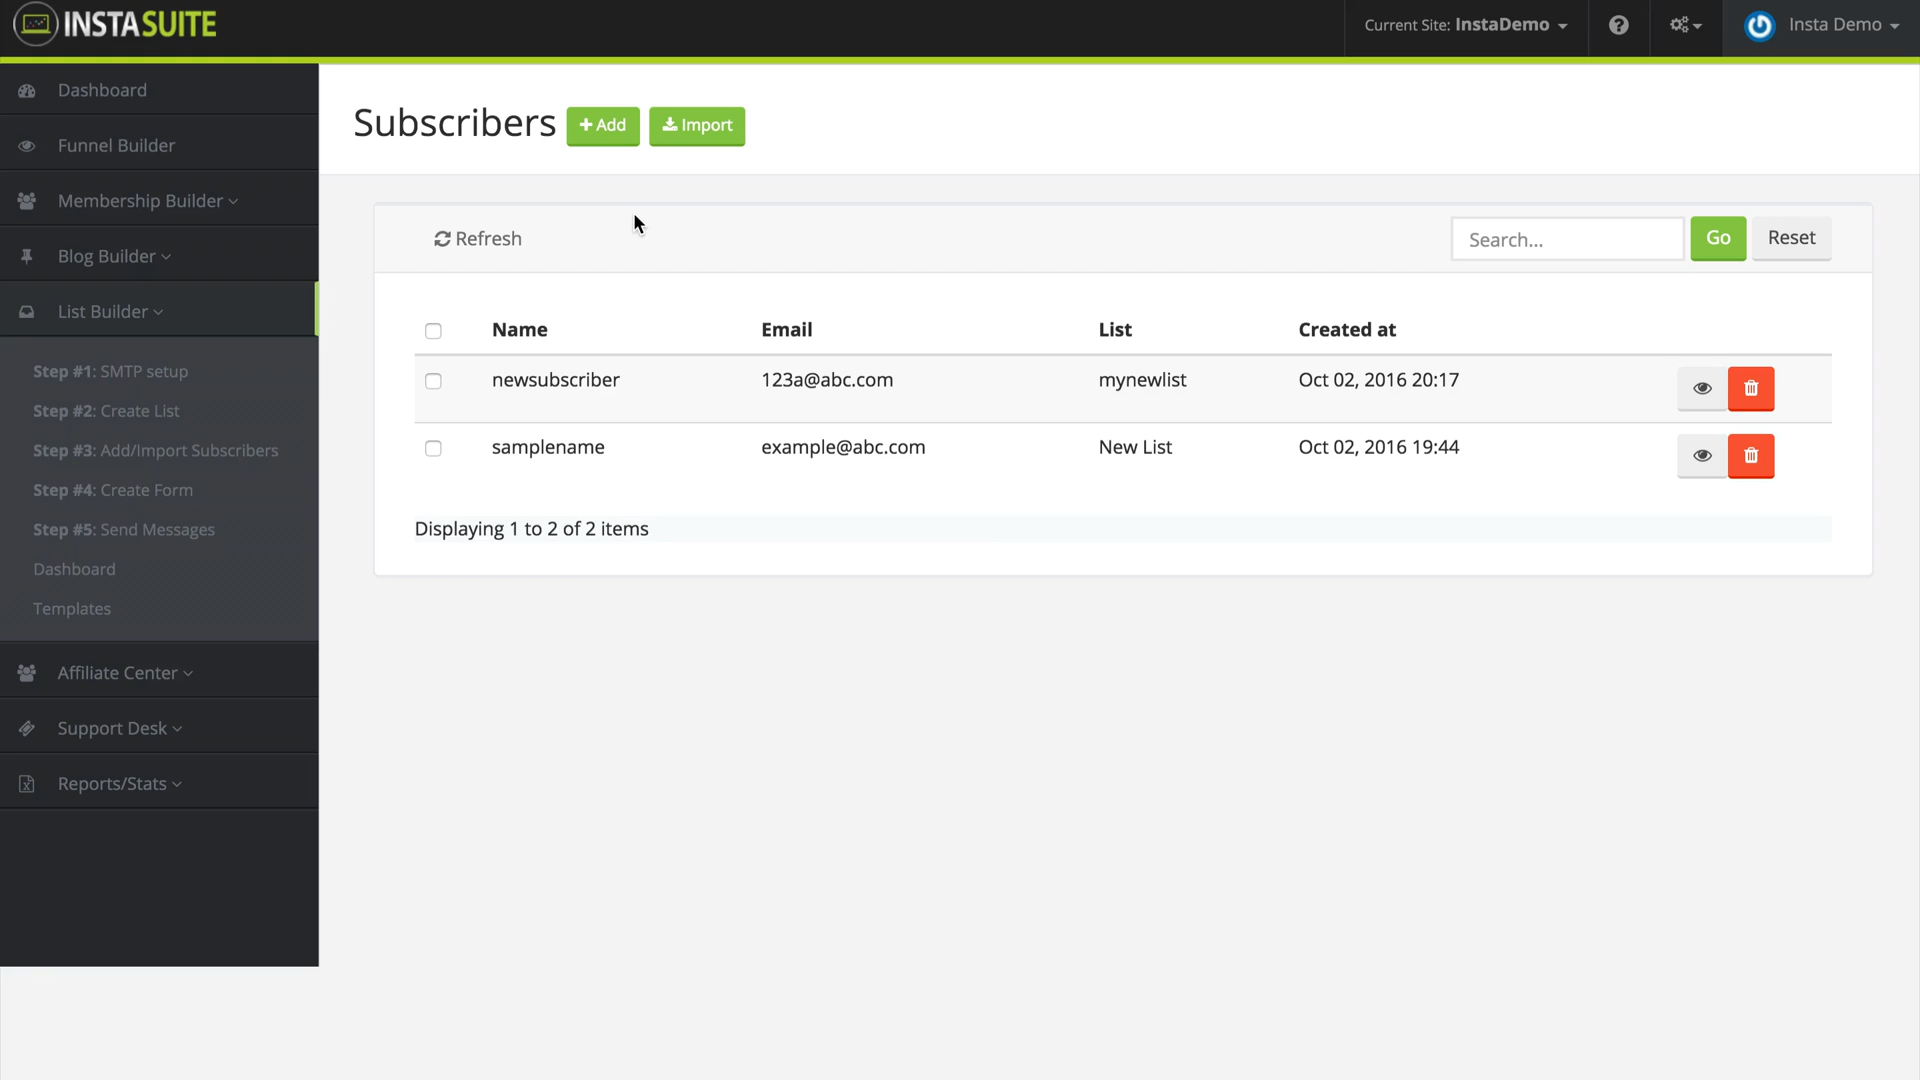 INSTASUITE
Current Site: InstaDemo
Insta Demo
Dashboard
Funnel Builder
Membership Builder
Blog Builder
List Builder
Step #1: SMTP setup
Step #2: Create List
Step #3: Add/Import Subscribers
Step #4: Create Form
Step #5: Send Messages
Dashboard
Templates
Affiliate Center
Support Desk
Reports/Stats
Subscribers
+ Add
Import
Refresh
Search...
Go
Reset
Name Email List Created at
newsubscriber 123a@abc.com mynewlist Oct 02, 2016 20:17
samplename example@abc.com New List Oct 02, 2016 19:44
Displaying 1 to 2 of 2 items